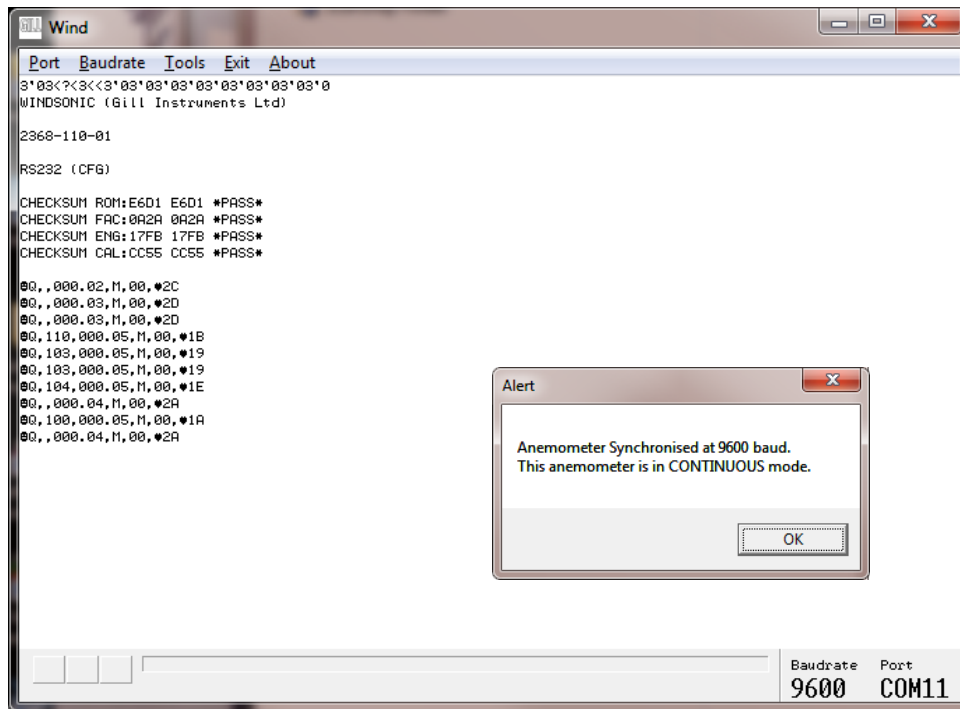 GILL Wind
Port Baudrate Tools Exit About
3'03<?<3<<3'03'03'03'03'03'03'03'03'03'0
WINDSONIC (Gill Instruments Ltd)
2368-110-01
RS232 (CFG)
CHECKSUM ROM:E6D1 E6D1 *PASS*
CHECKSUM FAC:0A2A 0A2A *PASS*
CHECKSUM ENG:17FB 17FB *PASS*
CHECKSUM CAL:CC55 CC55 *PASS*
☻Q,,000.02,M,00,♥2C
☻Q,,000.03,M,00,♥2D
☻Q,,000.03,M,00,♥2D
☻Q,110,000.05,M,00,♥1B
☻Q,103,000.05,M,00,♥19
☻Q,103,000.05,M,00,♥19
☻Q,104,000.05,M,00,♥1E
☻Q,,000.04,M,00,♥2A
☻Q,100,000.05,M,00,♥1A
☻Q,,000.04,M,00,♥2A
Alert
Anemometer Synchronised at 9600 baud.
This anemometer is in CONTINUOUS mode.
OK
Baudrate Port
9600 COM11